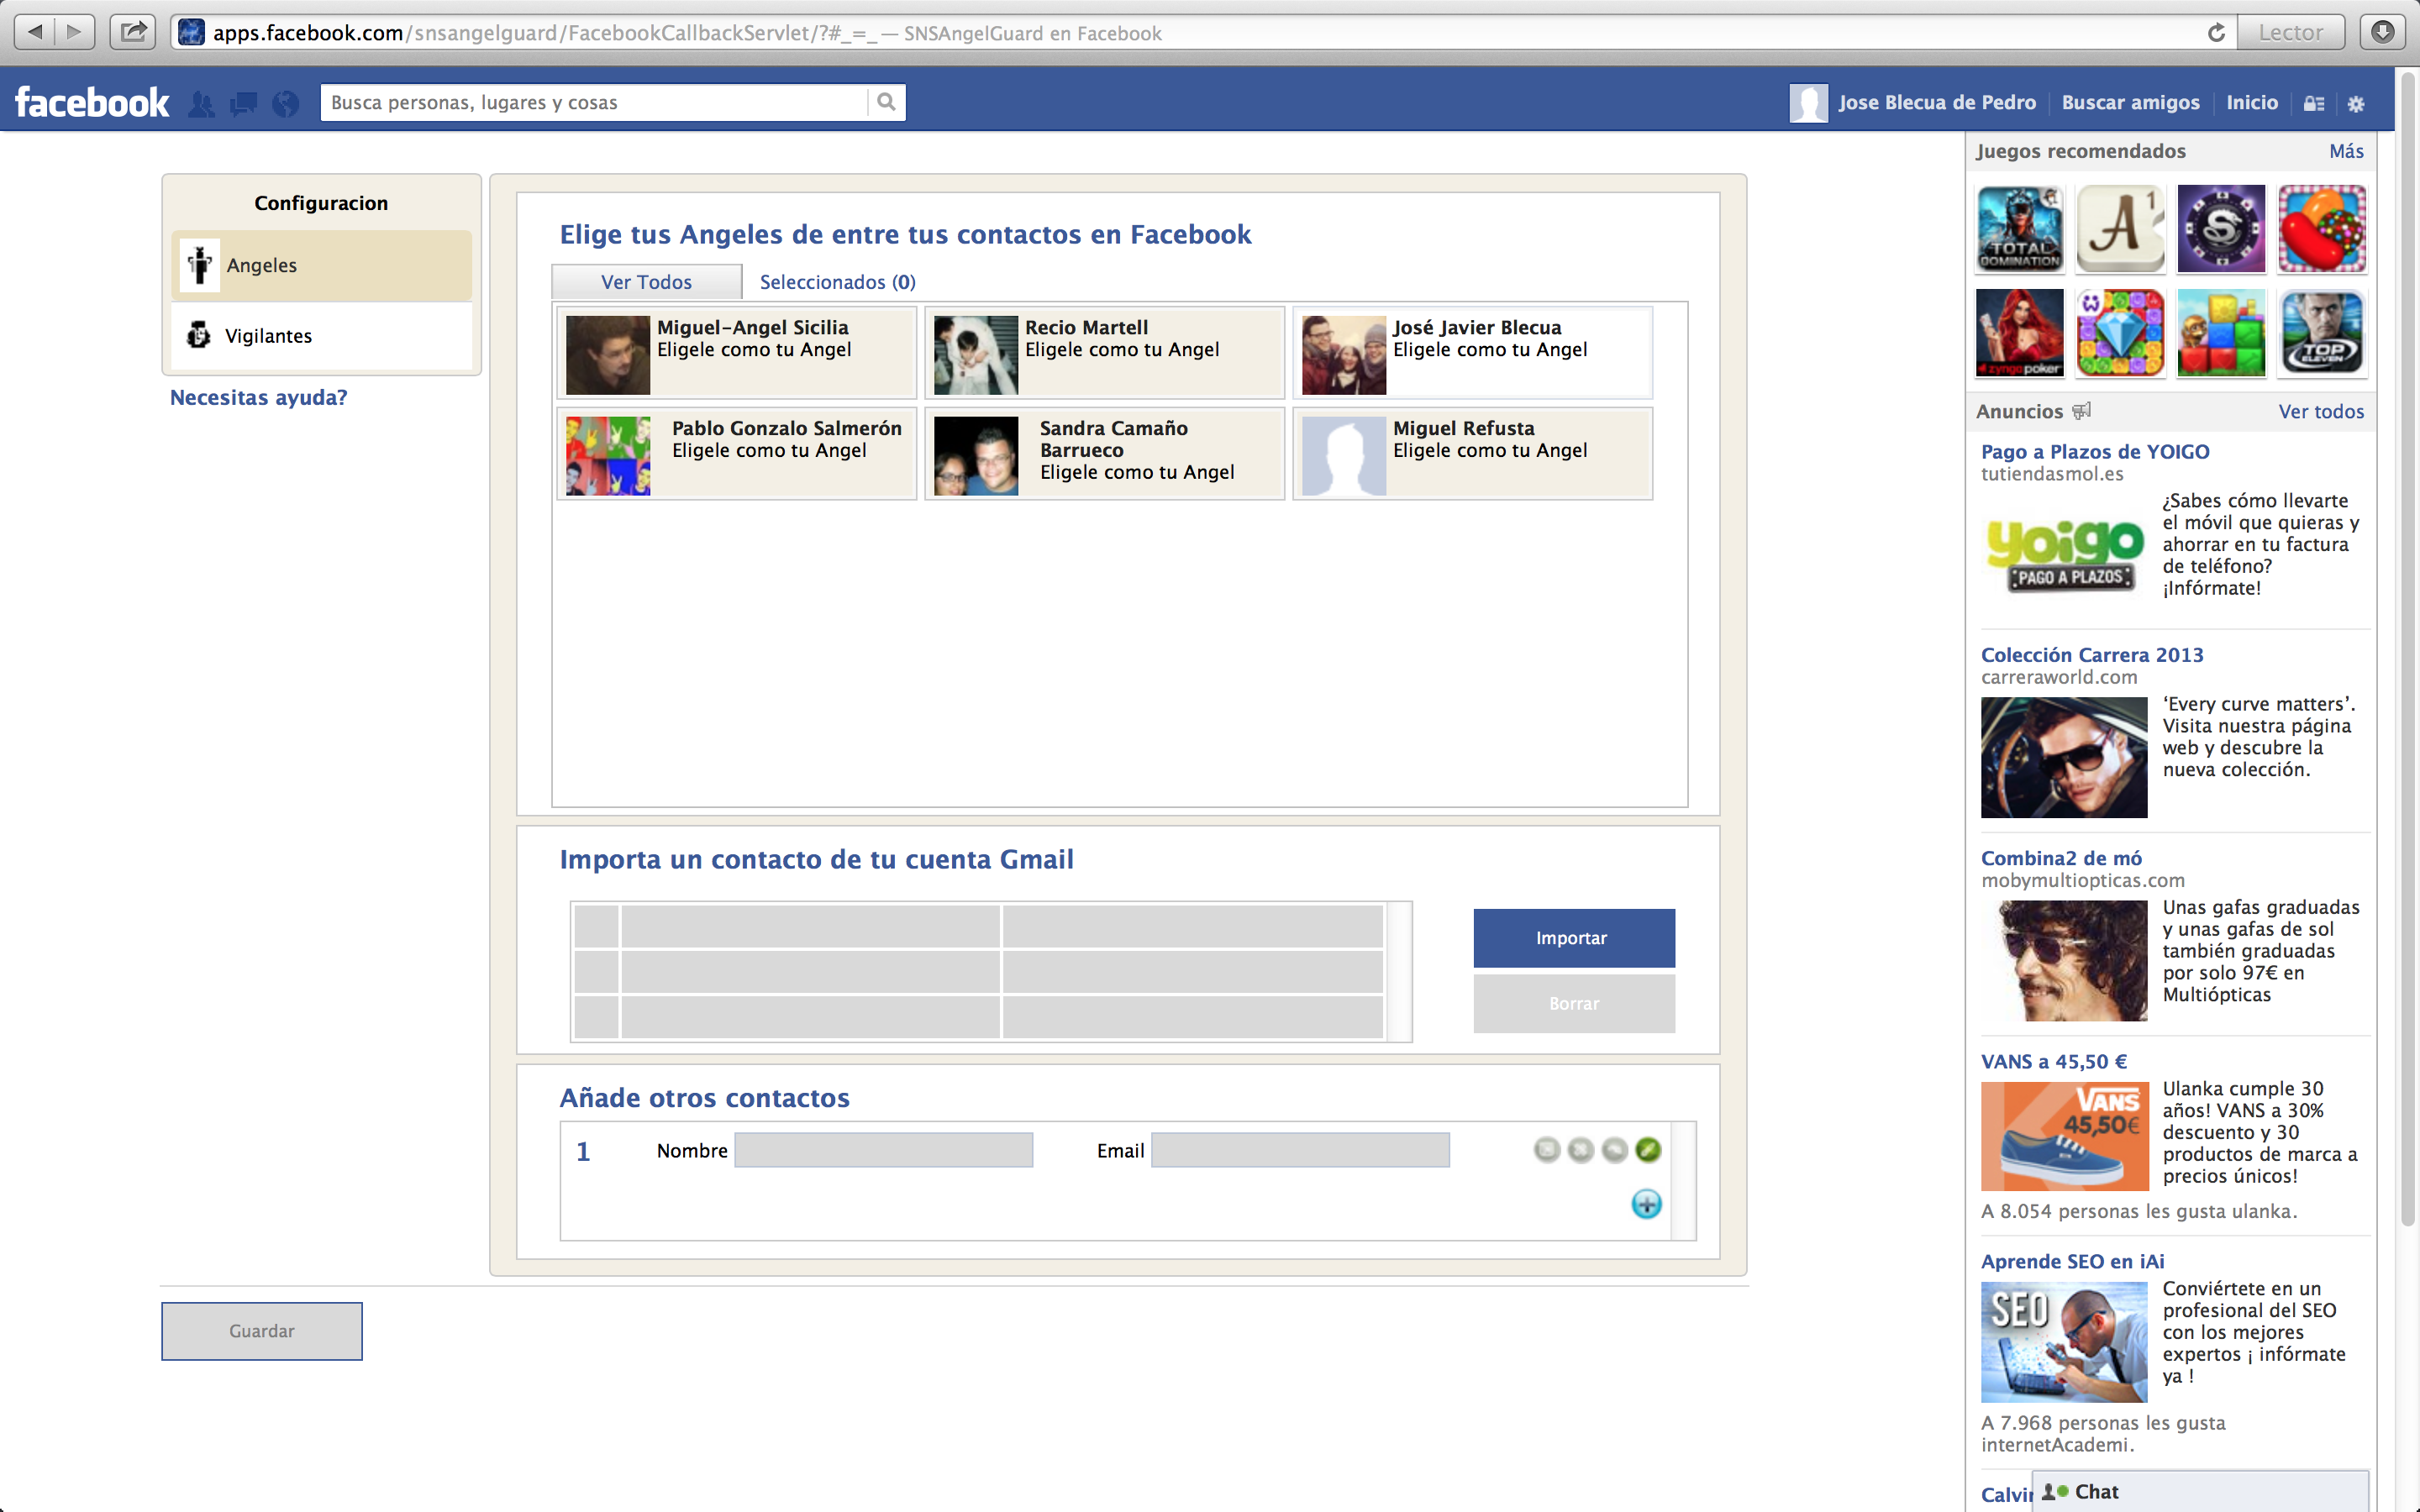 apps.facebook.com/snsangelguard/FacebookCallbackServlet/?#_=_ — SNSAngelGuard en Facebook
Lector
facebook
Busca personas, lugares y cosas
Jose Blecua de Pedro
Buscar amigos
Inicio
Configuracion
Angeles
Vigilantes
Necesitas ayuda?
Elige tus Angeles de entre tus contactos en Facebook
Ver Todos
Seleccionados (0)
Miguel-Angel Sicilia
Eligele como tu Angel
Recio Martell
Eligele como tu Angel
José Javier Blecua
Eligele como tu Angel
Pablo Gonzalo Salmerón
Eligele como tu Angel
Sandra Camaño
Barrueco
Eligele como tu Angel
Miguel Refusta
Eligele como tu Angel
Importa un contacto de tu cuenta Gmail
Importar
Borrar
Añade otros contactos
1
Nombre
Email
Guardar
Juegos recomendados
Más
TOTAL
DOMINATION
A 1
S
zynga poker
W
TOP
ELEVEN
Anuncios
Ver todos
Pago a Plazos de YOIGO
tutiendasmol.es
yoigo
PAGO A PLAZOS
¿Sabes cómo llevarte
el móvil que quieras y
ahorrar en tu factura
de teléfono?
¡Infórmate!
Colección Carrera 2013
carreraworld.com
‘Every curve matters’.
Visita nuestra página
web y descubre la
nueva colección.
Combina2 de mó
mobymultiopticas.com
Unas gafas graduadas
y unas gafas de sol
también graduadas
por solo 97€ en
Multiópticas
VANS a 45,50 €
VANS
45,50€
Ulanka cumple 30
años! VANS a 30%
descuento y 30
productos de marca a
precios únicos!
A 8.054 personas les gusta ulanka.
Aprende SEO en iAi
SEO
Conviértete en un
profesional del SEO
con los mejores
expertos ¡ infórmate
ya !
A 7.968 personas les gusta
internetAcademi.
Calvin
Chat